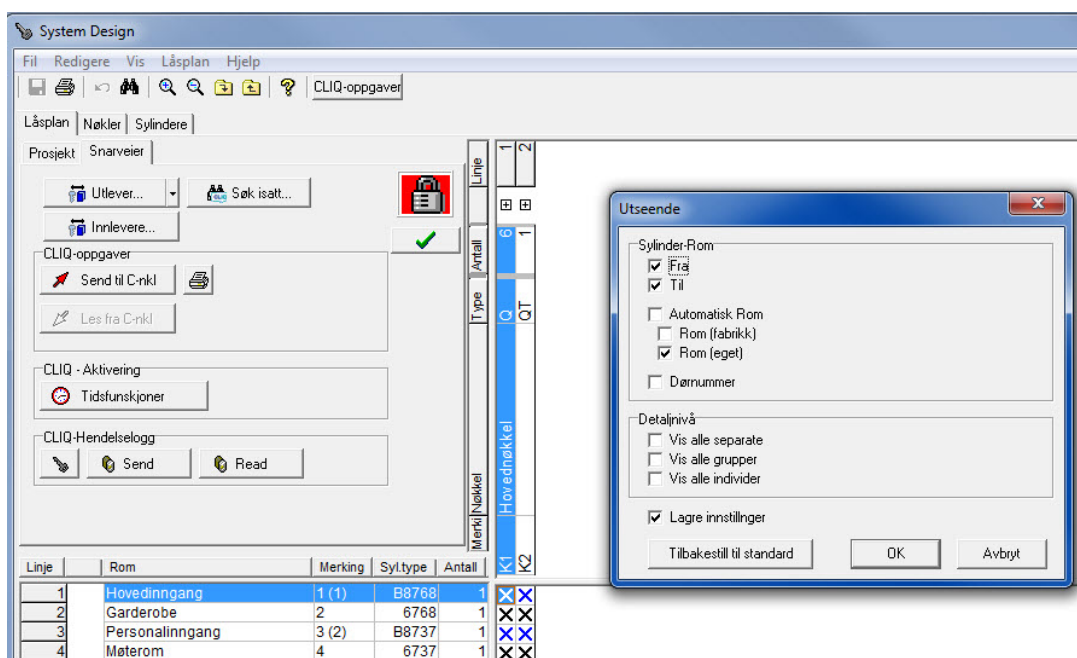 System Design
Fil Redigere Vis Låsplan Hjelp
CLIQ-oppgaver
Låsplan Nøkler Sylindere
Prosjekt Snarveier
Utlever... Søk isatt...
Innlevere...
CLIQ-oppgaver
Send til C-nkl
Les fra C-nkl
CLIQ - Aktivering
Tidsfunskjoner
CLIQ-Hendelselogg
Send Read
Linje 1 2
Antall 6 1
Type Q QT
Nøkkel Hovednøkkel
Merki K1 K2
Linje Rom Merking Syl.type Antall
1 Hovedinngang 1 (1) B8768 1 X X
2 Garderobe 2 6768 1 X X
3 Personalinngang 3 (2) B8737 1 X X
4 Møterom 4 6737 1 X X
Utseende
Sylinder-Rom
Fra
Til
Automatisk Rom
Rom (fabrikk)
Rom (eget)
Dørnummer
Detaljnivå
Vis alle separate
Vis alle grupper
Vis alle individer
Lagre innstillnger
Tilbakestill til standard OK Avbryt